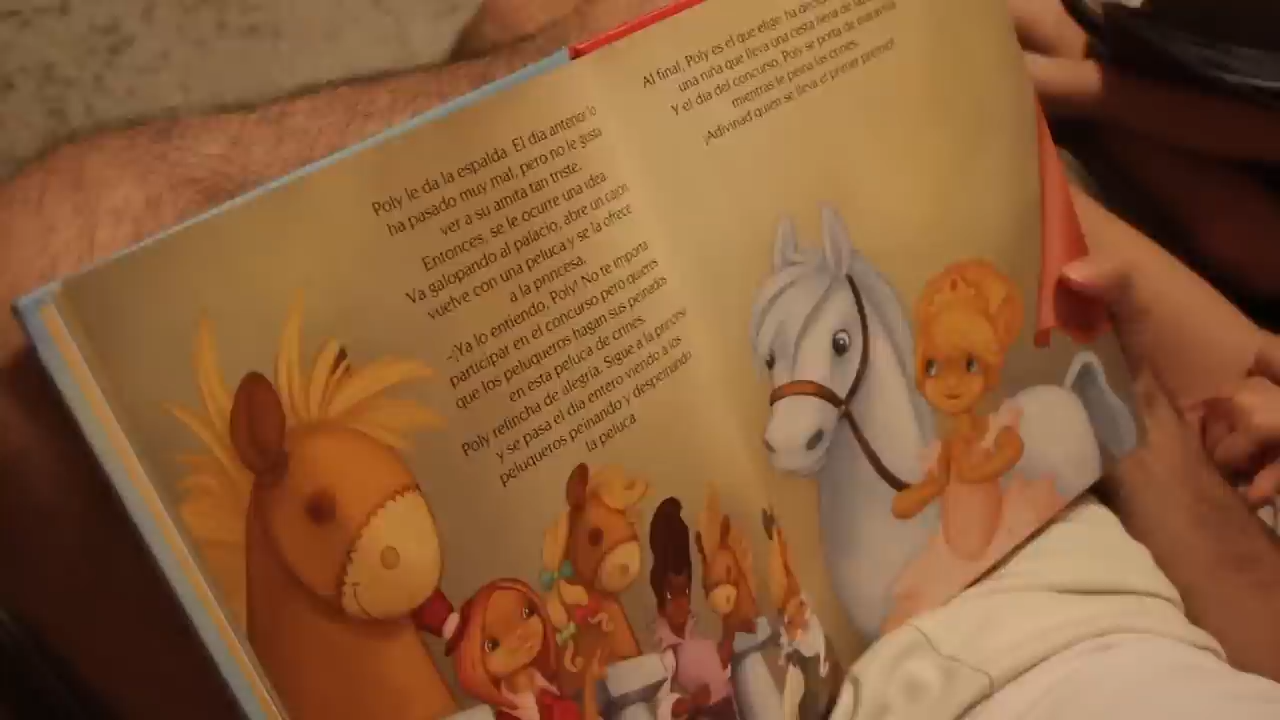 Poly le da la espalda. El día anterior lo
ha pasado muy mal, pero no le gusta
ver a su amita tan triste.
Entonces, se le ocurre una idea.
Va galopando al palacio, abre un cajón,
vuelve con una peluca y se la ofrece
a la princesa.
–¡Ya lo entiendo, Poly! No te importa
participar en el concurso pero quieres
que los peluqueros hagan sus peinados
en esta peluca de crines.
Poly relincha de alegría. Sigue a la princesa
y se pasa el día entero viendo a los
peluqueros peinando y despeinando
la peluca.
Al final, Poly es el que elige: ha
una niña que lleva una cesta llena de
Y el día del concurso, Poly se porta de maravilla
mientras le peina las crines.
¡Adivinad quién se lleva el primer premio!